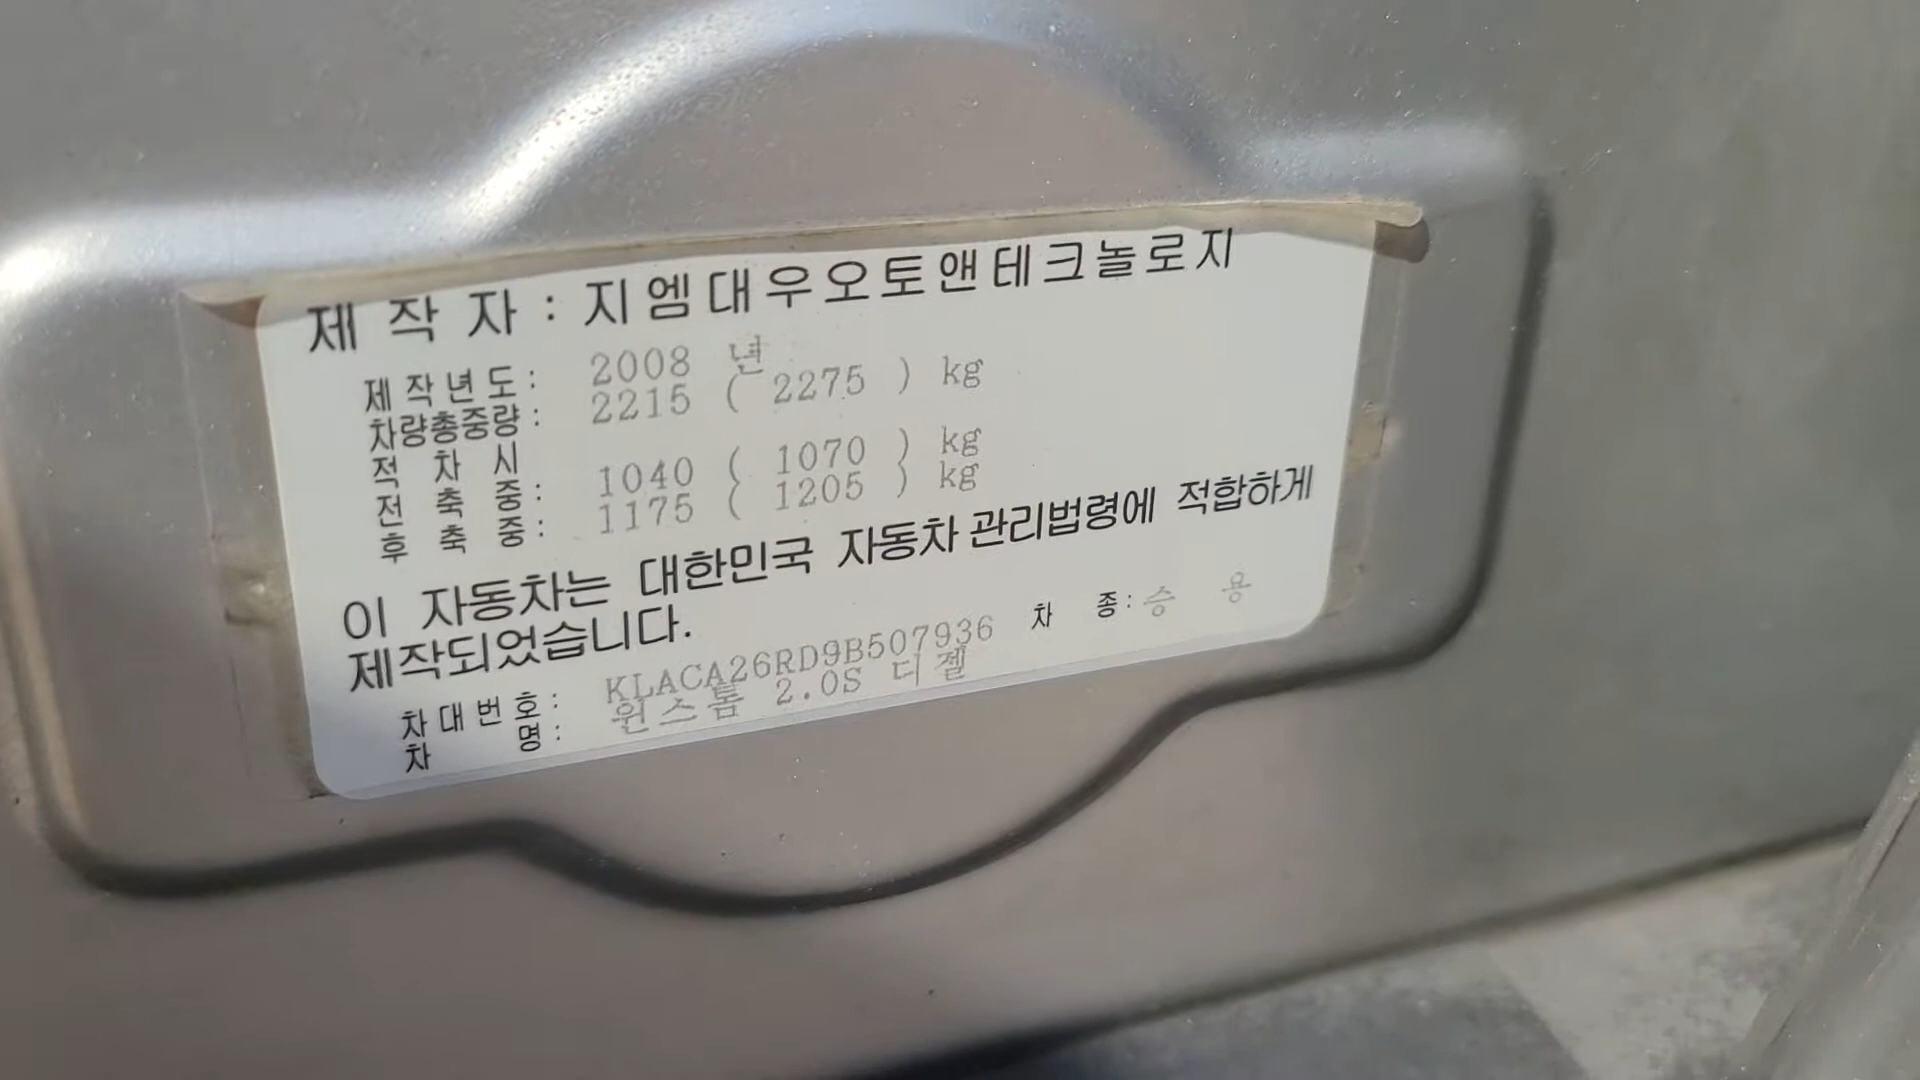 제 작 자 : 지엠대우오토앤테크놀로지
제작년도 : 2008 년
차량총중량 : 2215 ( 2275 ) kg
적 차 시
전 축 중 : 1040 ( 1070 ) kg
후 축 중 : 1175 ( 1205 ) kg
이 자동차는 대한민국 자동차관리법령에 적합하게
제작되었습니다.
차대번호 : KLACA26RD9B507936 차 종 : 승 용
차 명 : 윈스톰 2.0S 디젤